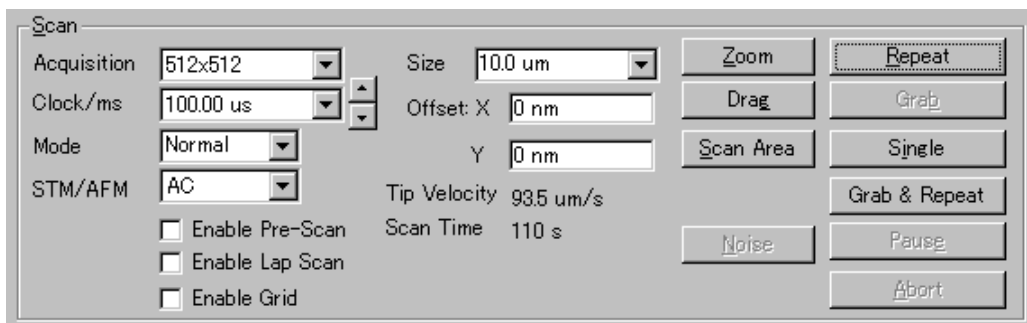 Scan
Acquisition 512x512 Size 10.0 um Zoom Repeat
Clock/ms 100.00 us Offset: X 0 nm Drag Grab
Mode Normal Y 0 nm Scan Area Single
STM/AFM AC Tip Velocity 93.5 um/s Grab & Repeat
Enable Pre-Scan Scan Time 110 s Noise Pause
Enable Lap Scan
Enable Grid Abort